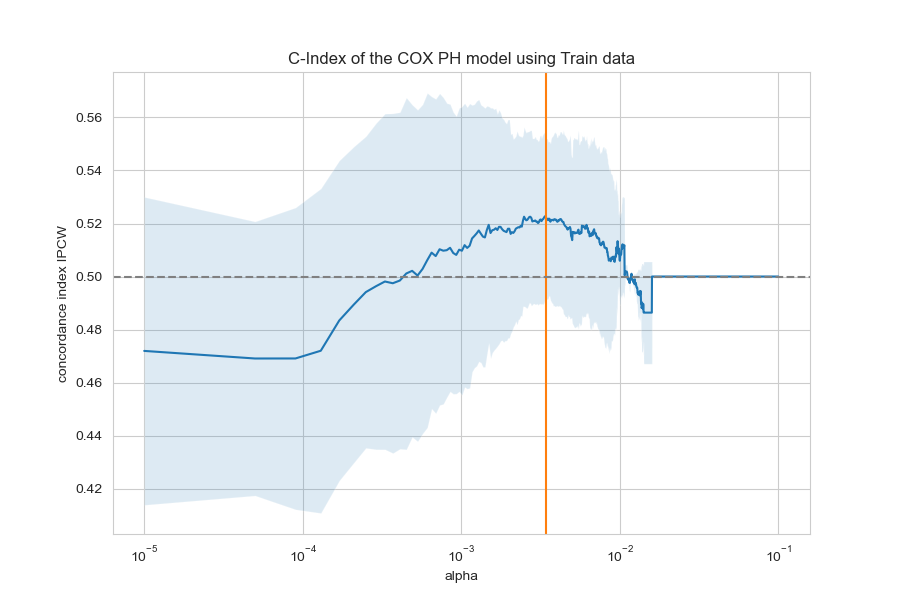 C-Index of the COX PH model using Train data
concordance index IPCW
0.56
0.54
0.52
0.50
0.48
0.46
0.44
0.42
10⁻⁵ 10⁻⁴ 10⁻³ 10⁻² 10⁻¹
alpha